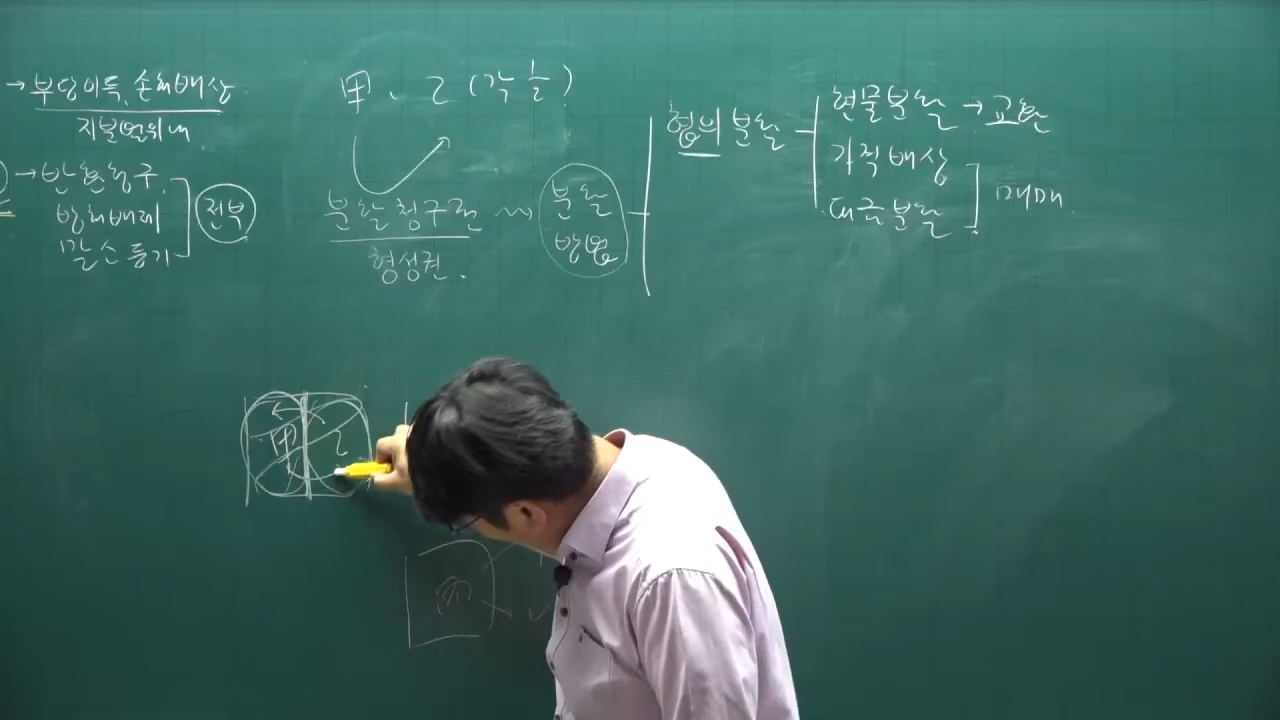 → 부당이득, 손해배상
지분범위내.
→ 반환청구.
방해배제
말소등기
전부
甲, 乙 (각 ½)
분할청구권
형성권.
분할
방법
협의 분할
현물분할 → 교환
가격배상
대금분할
매매.
甲 乙